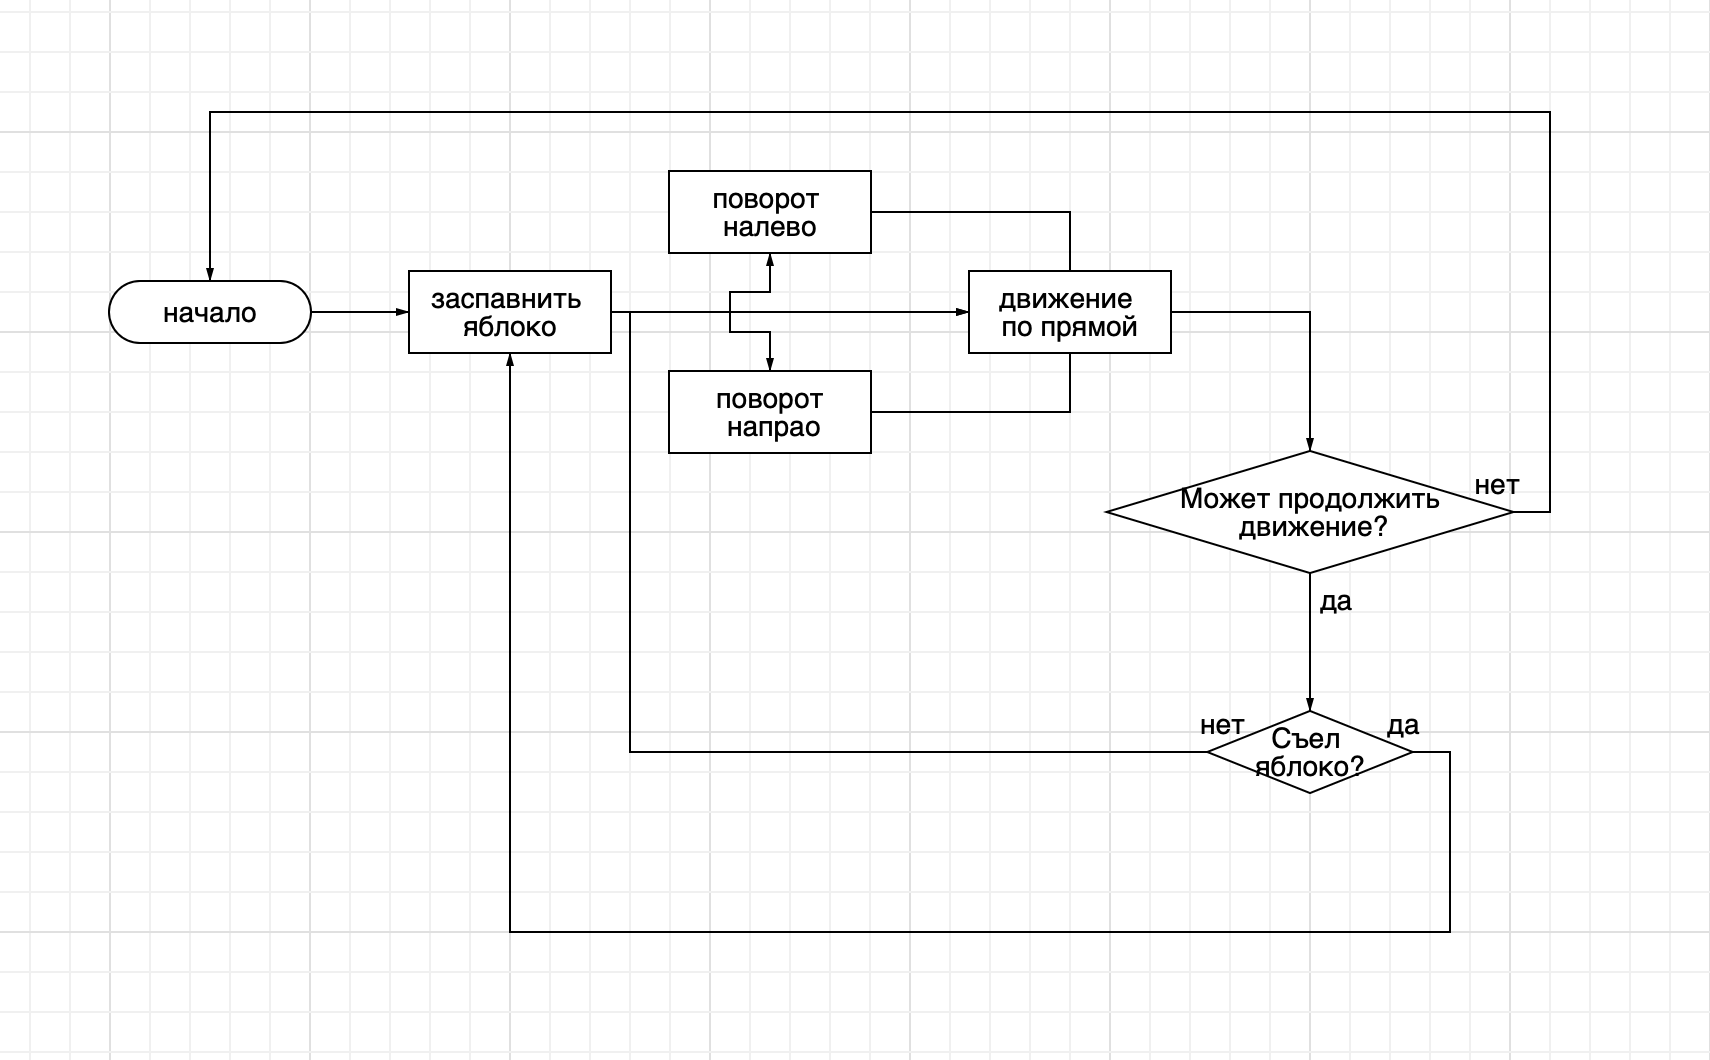 поворот
налево
начало
заспавнить
яблоко
движение
по прямой
поворот
напрао
Может продолжить
движение?
нет
да
нет
Съел
яблоко?
да